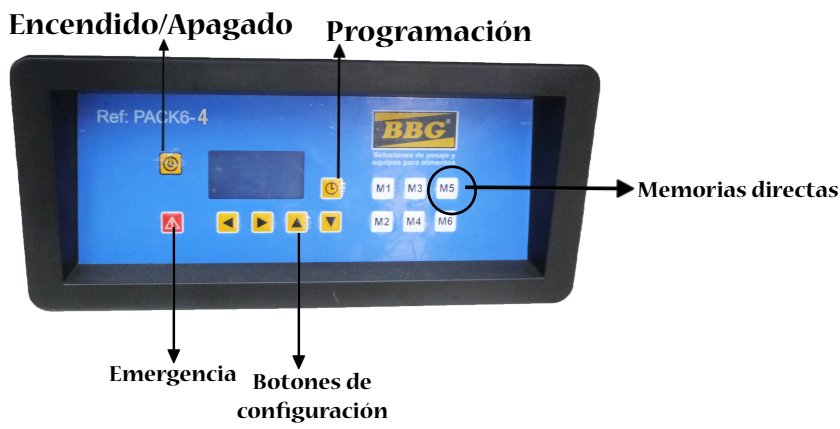 Encendido/Apagado
Programación
Ref: PACK6-4
BBG
Soluciones de pesaje y
equipos para alimentos
M1 M3 M5
M2 M4 M6
Memorias directas
Emergencia
Botones de
configuración